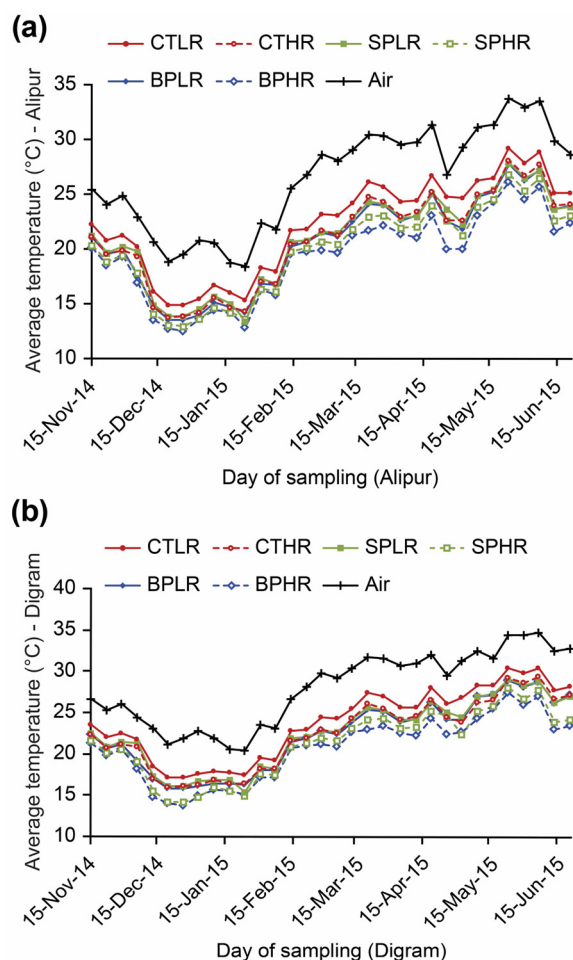 (a)
CTLR CTHR SPLR SPHR
BPLR BPHR Air
Average temperature (°C) - Alipur
35
30
25
20
15
10
15-Nov-14 15-Dec-14 15-Jan-15 15-Feb-15 15-Mar-15 15-Apr-15 15-May-15 15-Jun-15
Day of sampling (Alipur)
(b)
CTLR CTHR SPLR SPHR
BPLR BPHR Air
Average temperature (°C) - Digram
40
35
30
25
20
15
10
15-Nov-14 15-Dec-14 15-Jan-15 15-Feb-15 15-Mar-15 15-Apr-15 15-May-15 15-Jun-15
Day of sampling (Digram)